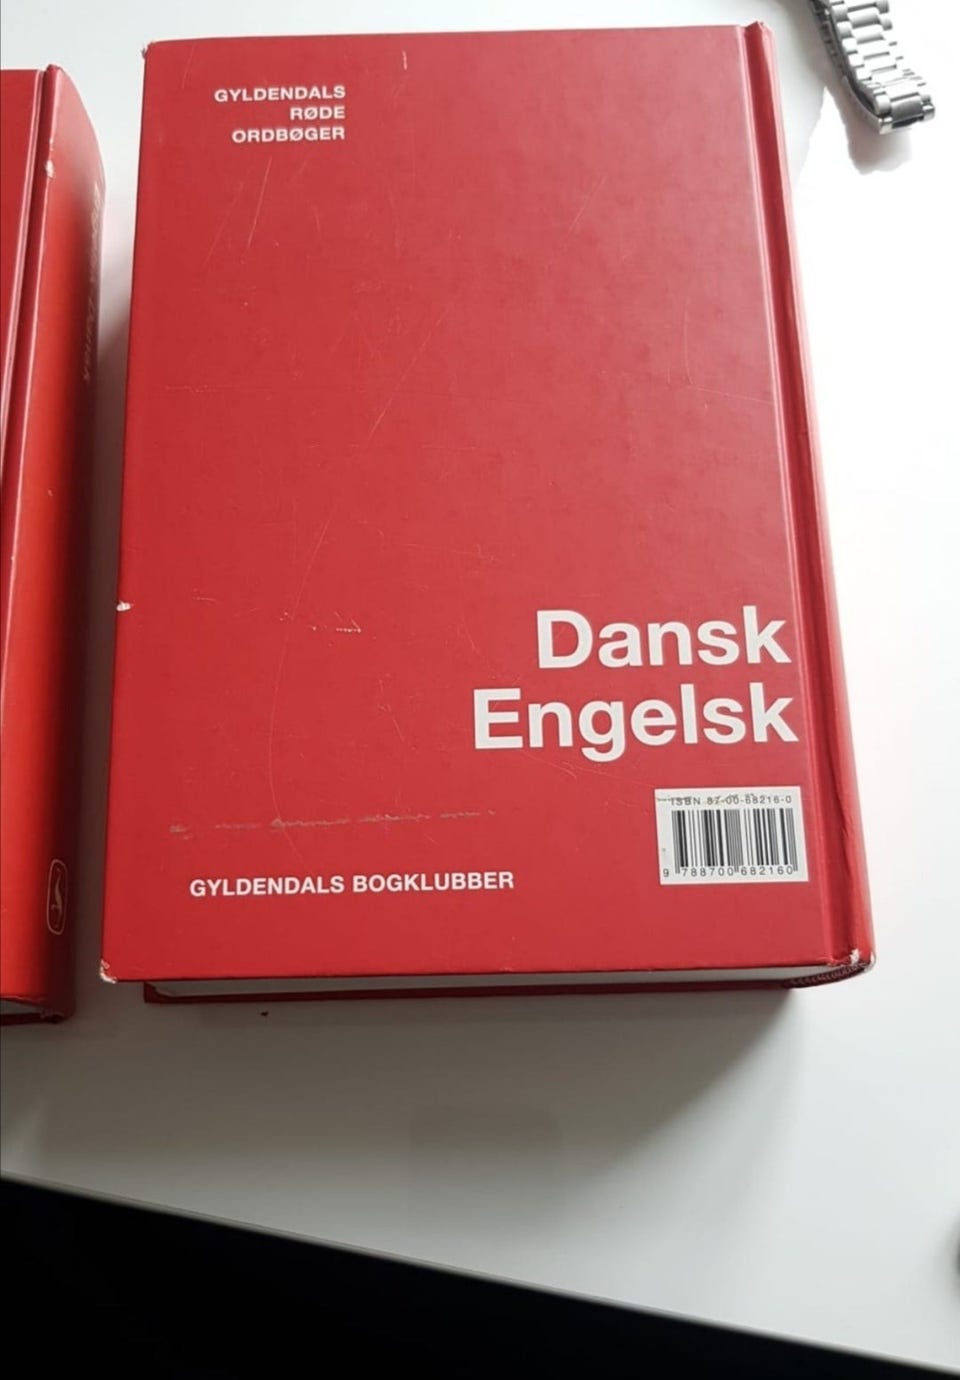 GYLDENDALS
RØDE
ORDBØGER
Dansk
Engelsk
ISBN 87-00-68216-0
9 788700 682160
GYLDENDALS BOGKLUBBER